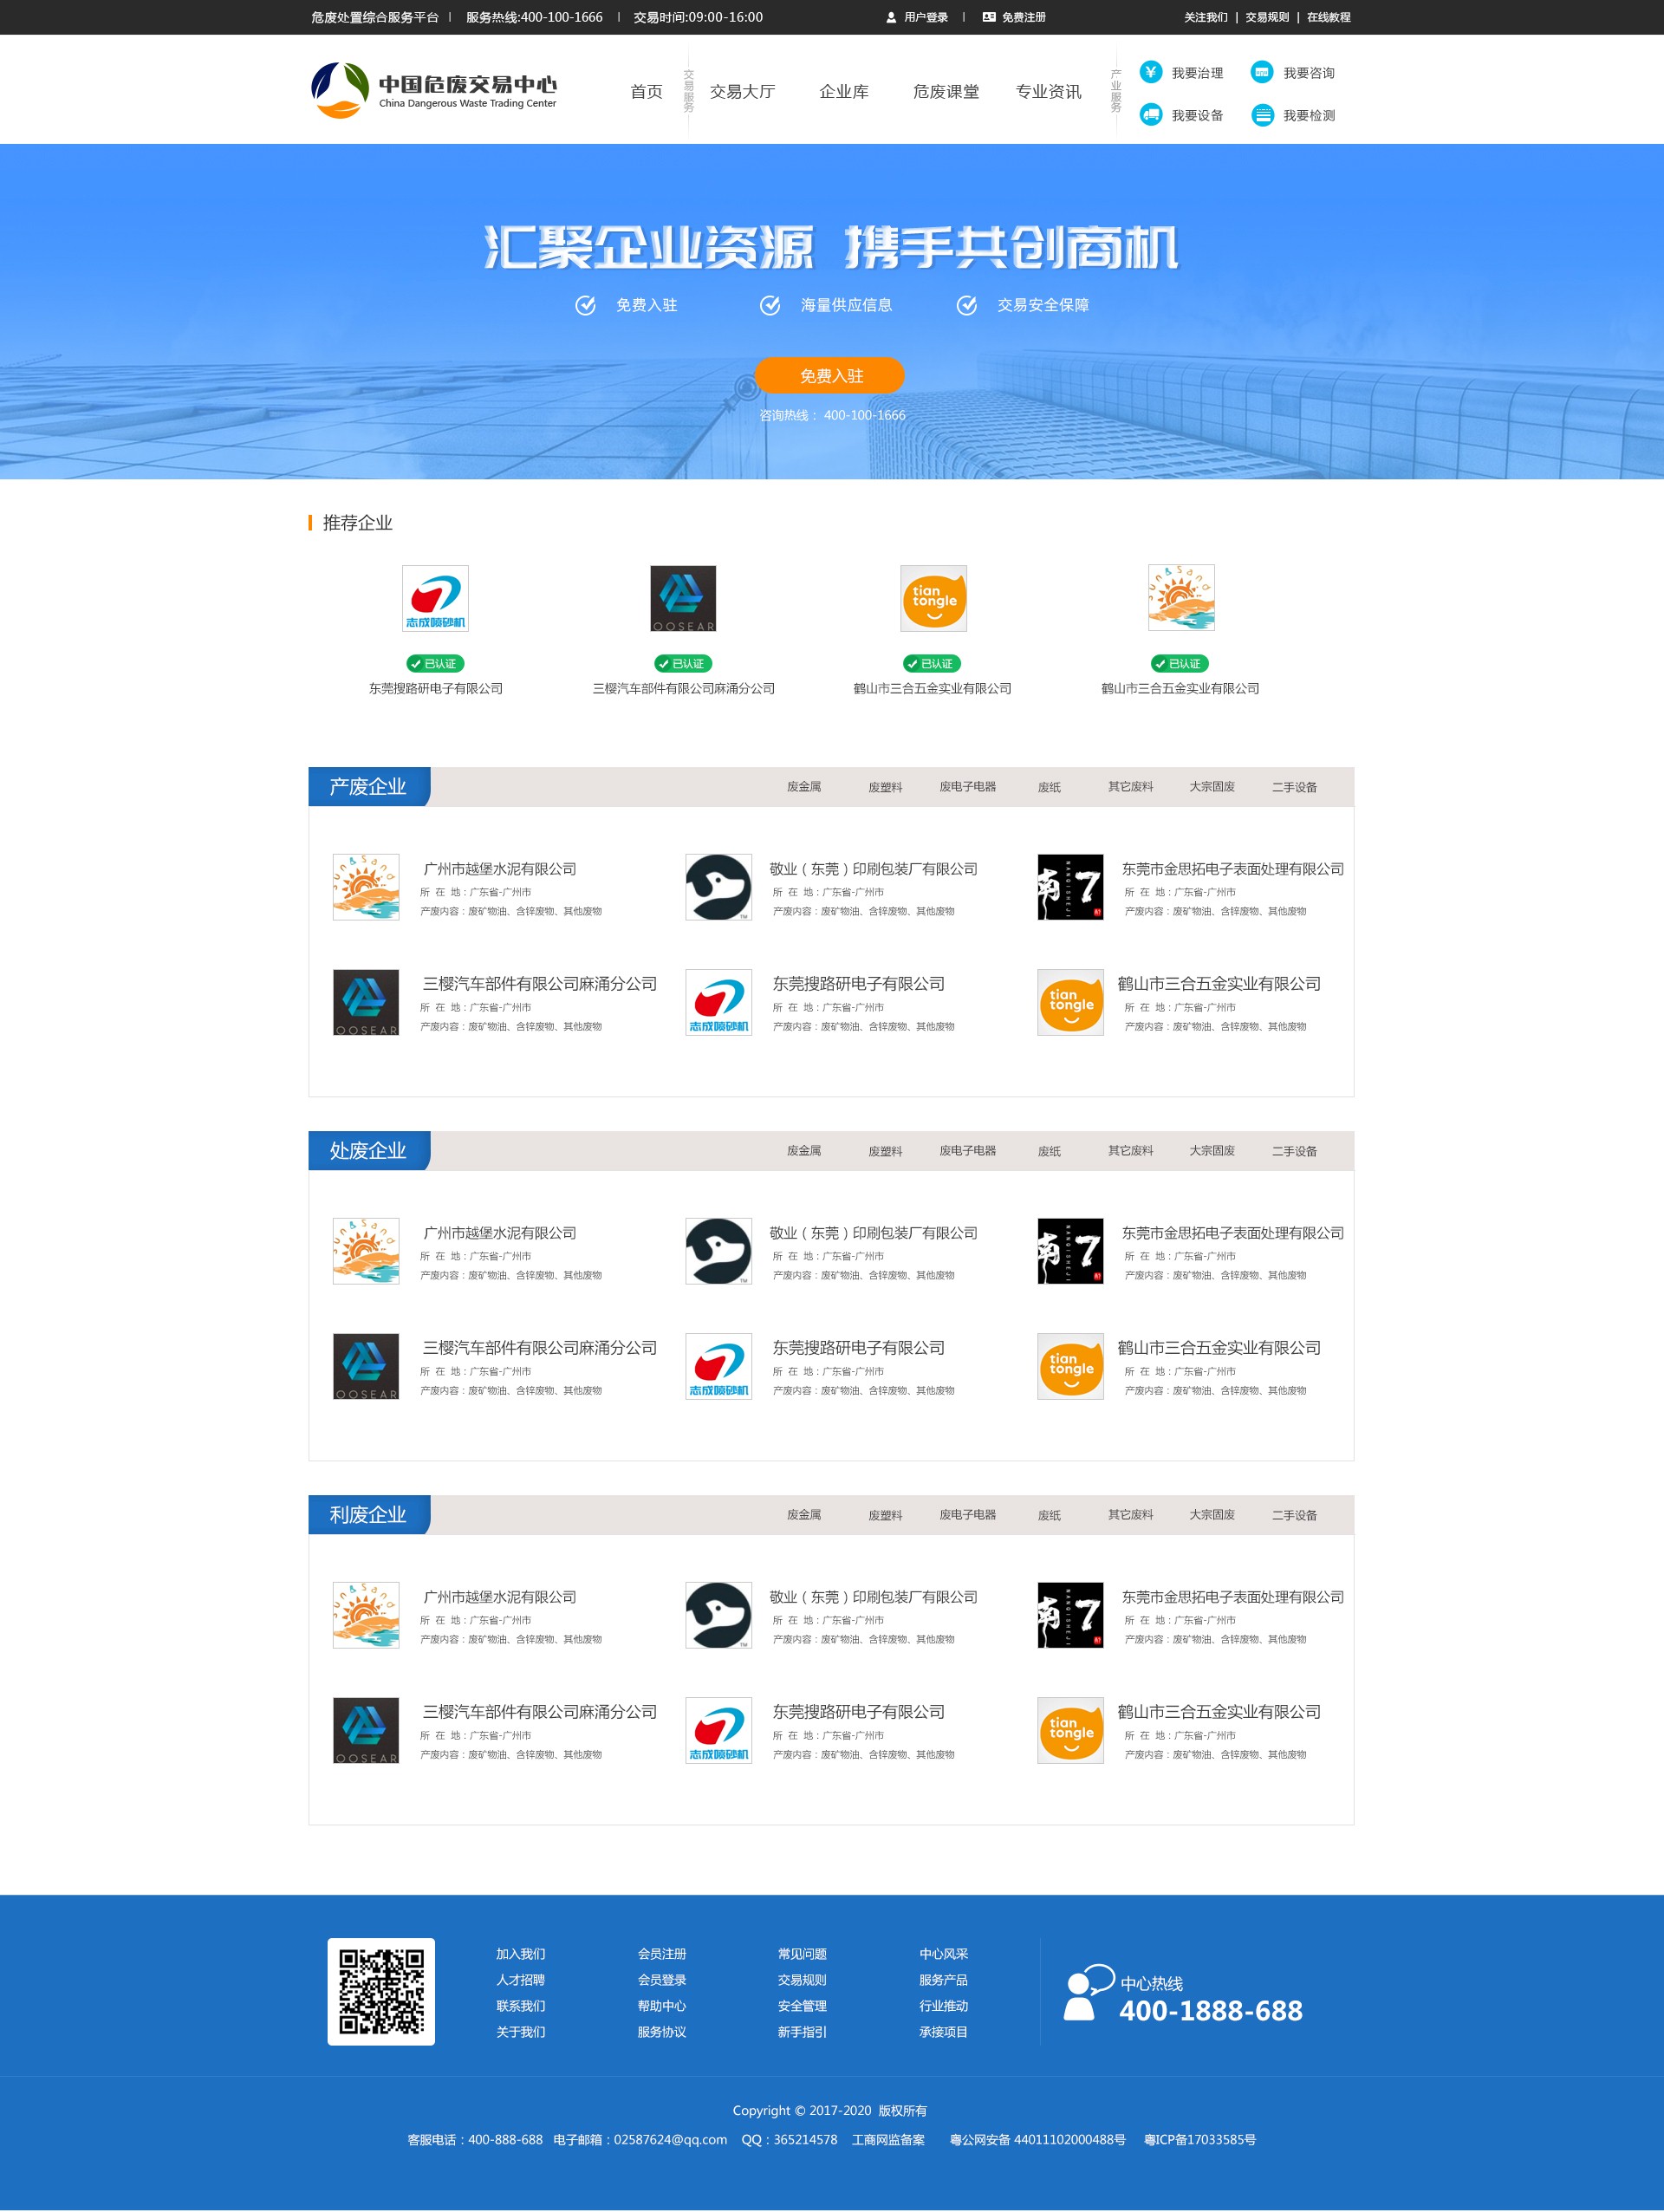 危废处置综合服务平台 | 服务热线:400-100-1666 | 交易时间:09:00-16:00 用户登录 | 免费注册 关注我们 | 交易规则 | 在线教程
中国危废交易中心
China Dangerous Waste Trading Center
首页 交易服务 交易大厅 企业库 危废课堂 专业资讯 产业服务
我要治理 我要咨询
我要设备 我要检测
汇聚企业资源 携手共创商机
免费入驻 海量供应信息 交易安全保障
免费入驻
咨询热线： 400-100-1666
推荐企业
志成喷砂机 OOSEAR tian tongle Sun & Sand
已认证 已认证 已认证 已认证
东莞搜路研电子有限公司 三樱汽车部件有限公司麻涌分公司 鹤山市三合五金实业有限公司 鹤山市三合五金实业有限公司
产废企业 废金属 废塑料 废电子电器 废纸 其它废料 大宗固废 二手设备
Sun & Sand 广州市越堡水泥有限公司 敬业（东莞）印刷包装厂有限公司 南7 NANQISHEJI 东莞市金思拓电子表面处理有限公司
所 在 地：广东省-广州市 所 在 地：广东省-广州市 所 在 地：广东省-广州市
产废内容：废矿物油、含锌废物、其他废物 产废内容：废矿物油、含锌废物、其他废物 产废内容：废矿物油、含锌废物、其他废物
OOSEAR 三樱汽车部件有限公司麻涌分公司 志成喷砂机 东莞搜路研电子有限公司 tian tongle 鹤山市三合五金实业有限公司
所 在 地：广东省-广州市 所 在 地：广东省-广州市 所 在 地：广东省-广州市
产废内容：废矿物油、含锌废物、其他废物 产废内容：废矿物油、含锌废物、其他废物 产废内容：废矿物油、含锌废物、其他废物
处废企业 废金属 废塑料 废电子电器 废纸 其它废料 大宗固废 二手设备
Sun & Sand 广州市越堡水泥有限公司 敬业（东莞）印刷包装厂有限公司 南7 NANQISHEJI 东莞市金思拓电子表面处理有限公司
所 在 地：广东省-广州市 所 在 地：广东省-广州市 所 在 地：广东省-广州市
产废内容：废矿物油、含锌废物、其他废物 产废内容：废矿物油、含锌废物、其他废物 产废内容：废矿物油、含锌废物、其他废物
OOSEAR 三樱汽车部件有限公司麻涌分公司 志成喷砂机 东莞搜路研电子有限公司 tian tongle 鹤山市三合五金实业有限公司
所 在 地：广东省-广州市 所 在 地：广东省-广州市 所 在 地：广东省-广州市
产废内容：废矿物油、含锌废物、其他废物 产废内容：废矿物油、含锌废物、其他废物 产废内容：废矿物油、含锌废物、其他废物
利废企业 废金属 废塑料 废电子电器 废纸 其它废料 大宗固废 二手设备
Sun & Sand 广州市越堡水泥有限公司 敬业（东莞）印刷包装厂有限公司 南7 NANQISHEJI 东莞市金思拓电子表面处理有限公司
所 在 地：广东省-广州市 所 在 地：广东省-广州市 所 在 地：广东省-广州市
产废内容：废矿物油、含锌废物、其他废物 产废内容：废矿物油、含锌废物、其他废物 产废内容：废矿物油、含锌废物、其他废物
OOSEAR 三樱汽车部件有限公司麻涌分公司 志成喷砂机 东莞搜路研电子有限公司 tian tongle 鹤山市三合五金实业有限公司
所 在 地：广东省-广州市 所 在 地：广东省-广州市 所 在 地：广东省-广州市
产废内容：废矿物油、含锌废物、其他废物 产废内容：废矿物油、含锌废物、其他废物 产废内容：废矿物油、含锌废物、其他废物
加入我们 会员注册 常见问题 中心风采
人才招聘 会员登录 交易规则 服务产品
联系我们 帮助中心 安全管理 行业推动
关于我们 服务协议 新手指引 承接项目
中心热线
400-1888-688
Copyright © 2017-2020 版权所有
客服电话：400-888-688 电子邮箱：02587624@qq.com QQ：365214578 工商网监备案 粤公网安备 44011102000488号 粤ICP备17033585号